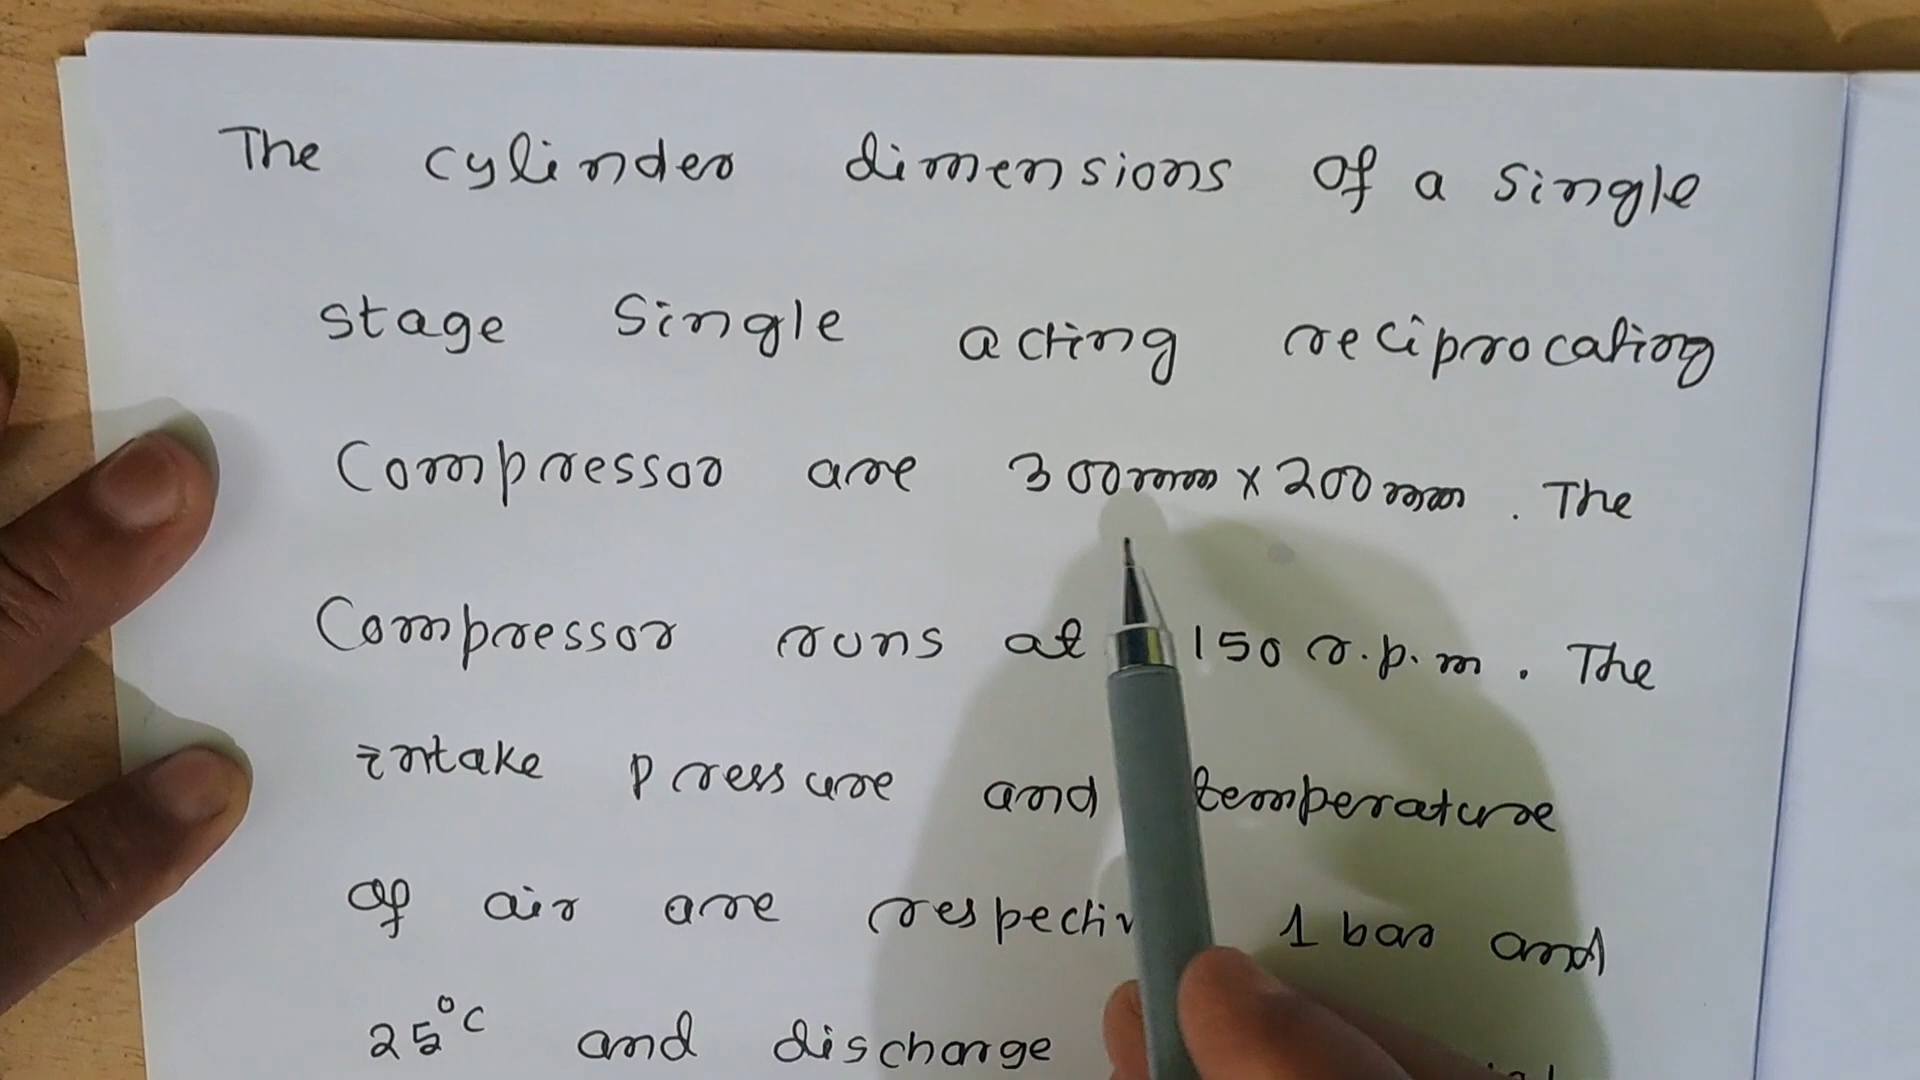 The cylinder dimensions of a single
stage single acting reciprocating
Compressor are 300mm x 200mm. The
Compressor runs at 150 r.p.m. The
intake pressure and temperature
of air are 1 bar and
25°C and discharge